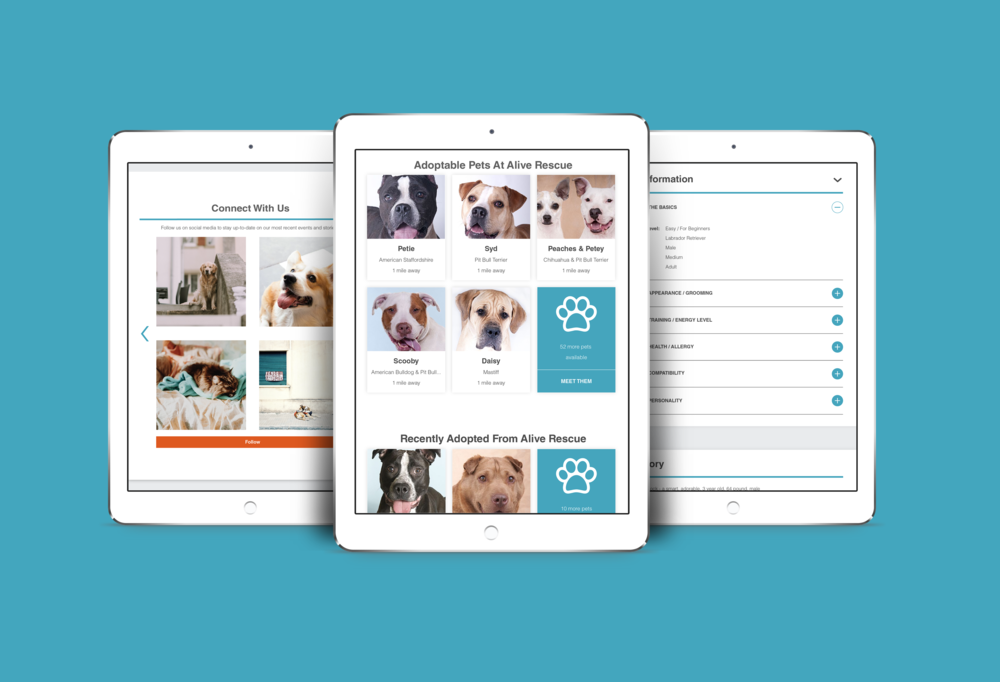 Connect With Us
Follow us on social media to stay up-to-date on our most recent events and
Follow
Adoptable Pets At Alive Rescue
Petie
American Staffordshire
1 mile away
Syd
Pit Bull Terrier
1 mile away
Peaches & Petey
Chihuahua & Pit Bull Terrier
1 mile away
Scooby
American Bulldog & Pit Bull...
1 mile away
Daisy
Mastiff
1 mile away
52 more pets
available
MEET THEM
Recently Adopted From Alive Rescue
10 more pets
formation
THE BASICS
evel: Easy / For Beginners
Labrador Retriever
Male
Medium
Adult
APPEARANCE / GROOMING
TRAINING / ENERGY LEVEL
HEALTH / ALLERGY
COMPATIBILITY
PERSONALITY
ory
a smart, adorable, 3 year old, 64 pound, male